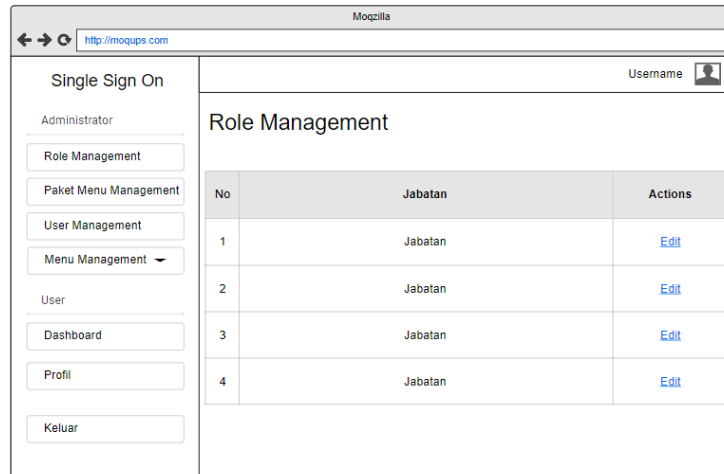 Moqzilla
http://moqups.com
Single Sign On
Username
Administrator
Role Management
Role Management
Paket Menu Management
User Management
Menu Management
User
Dashboard
Profil
Keluar
No Jabatan Actions
1 Jabatan Edit
2 Jabatan Edit
3 Jabatan Edit
4 Jabatan Edit